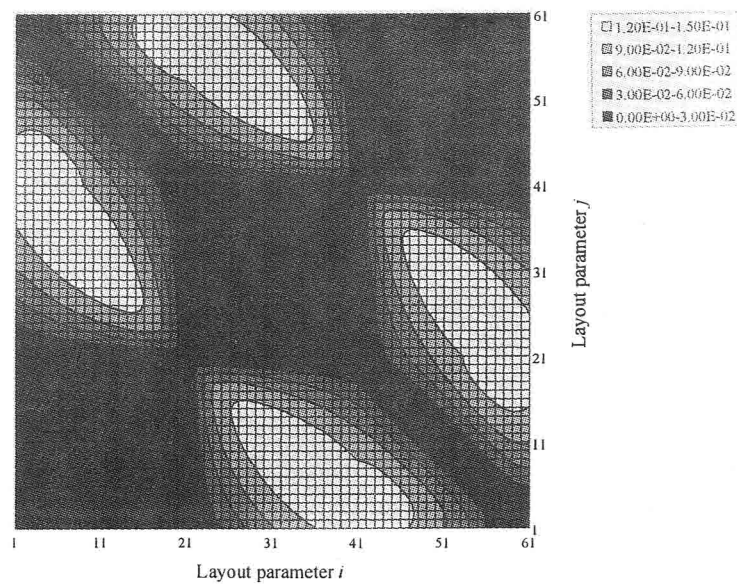 61
51
41
31
21
11
1
Layout parameter j
1 11 21 31 41 51 61
Layout parameter i
1.20E-01-1.50E-01
9.00E-02-1.20E-01
6.00E-02-9.00E-02
3.00E-02-6.00E-02
0.00E+00-3.00E-02